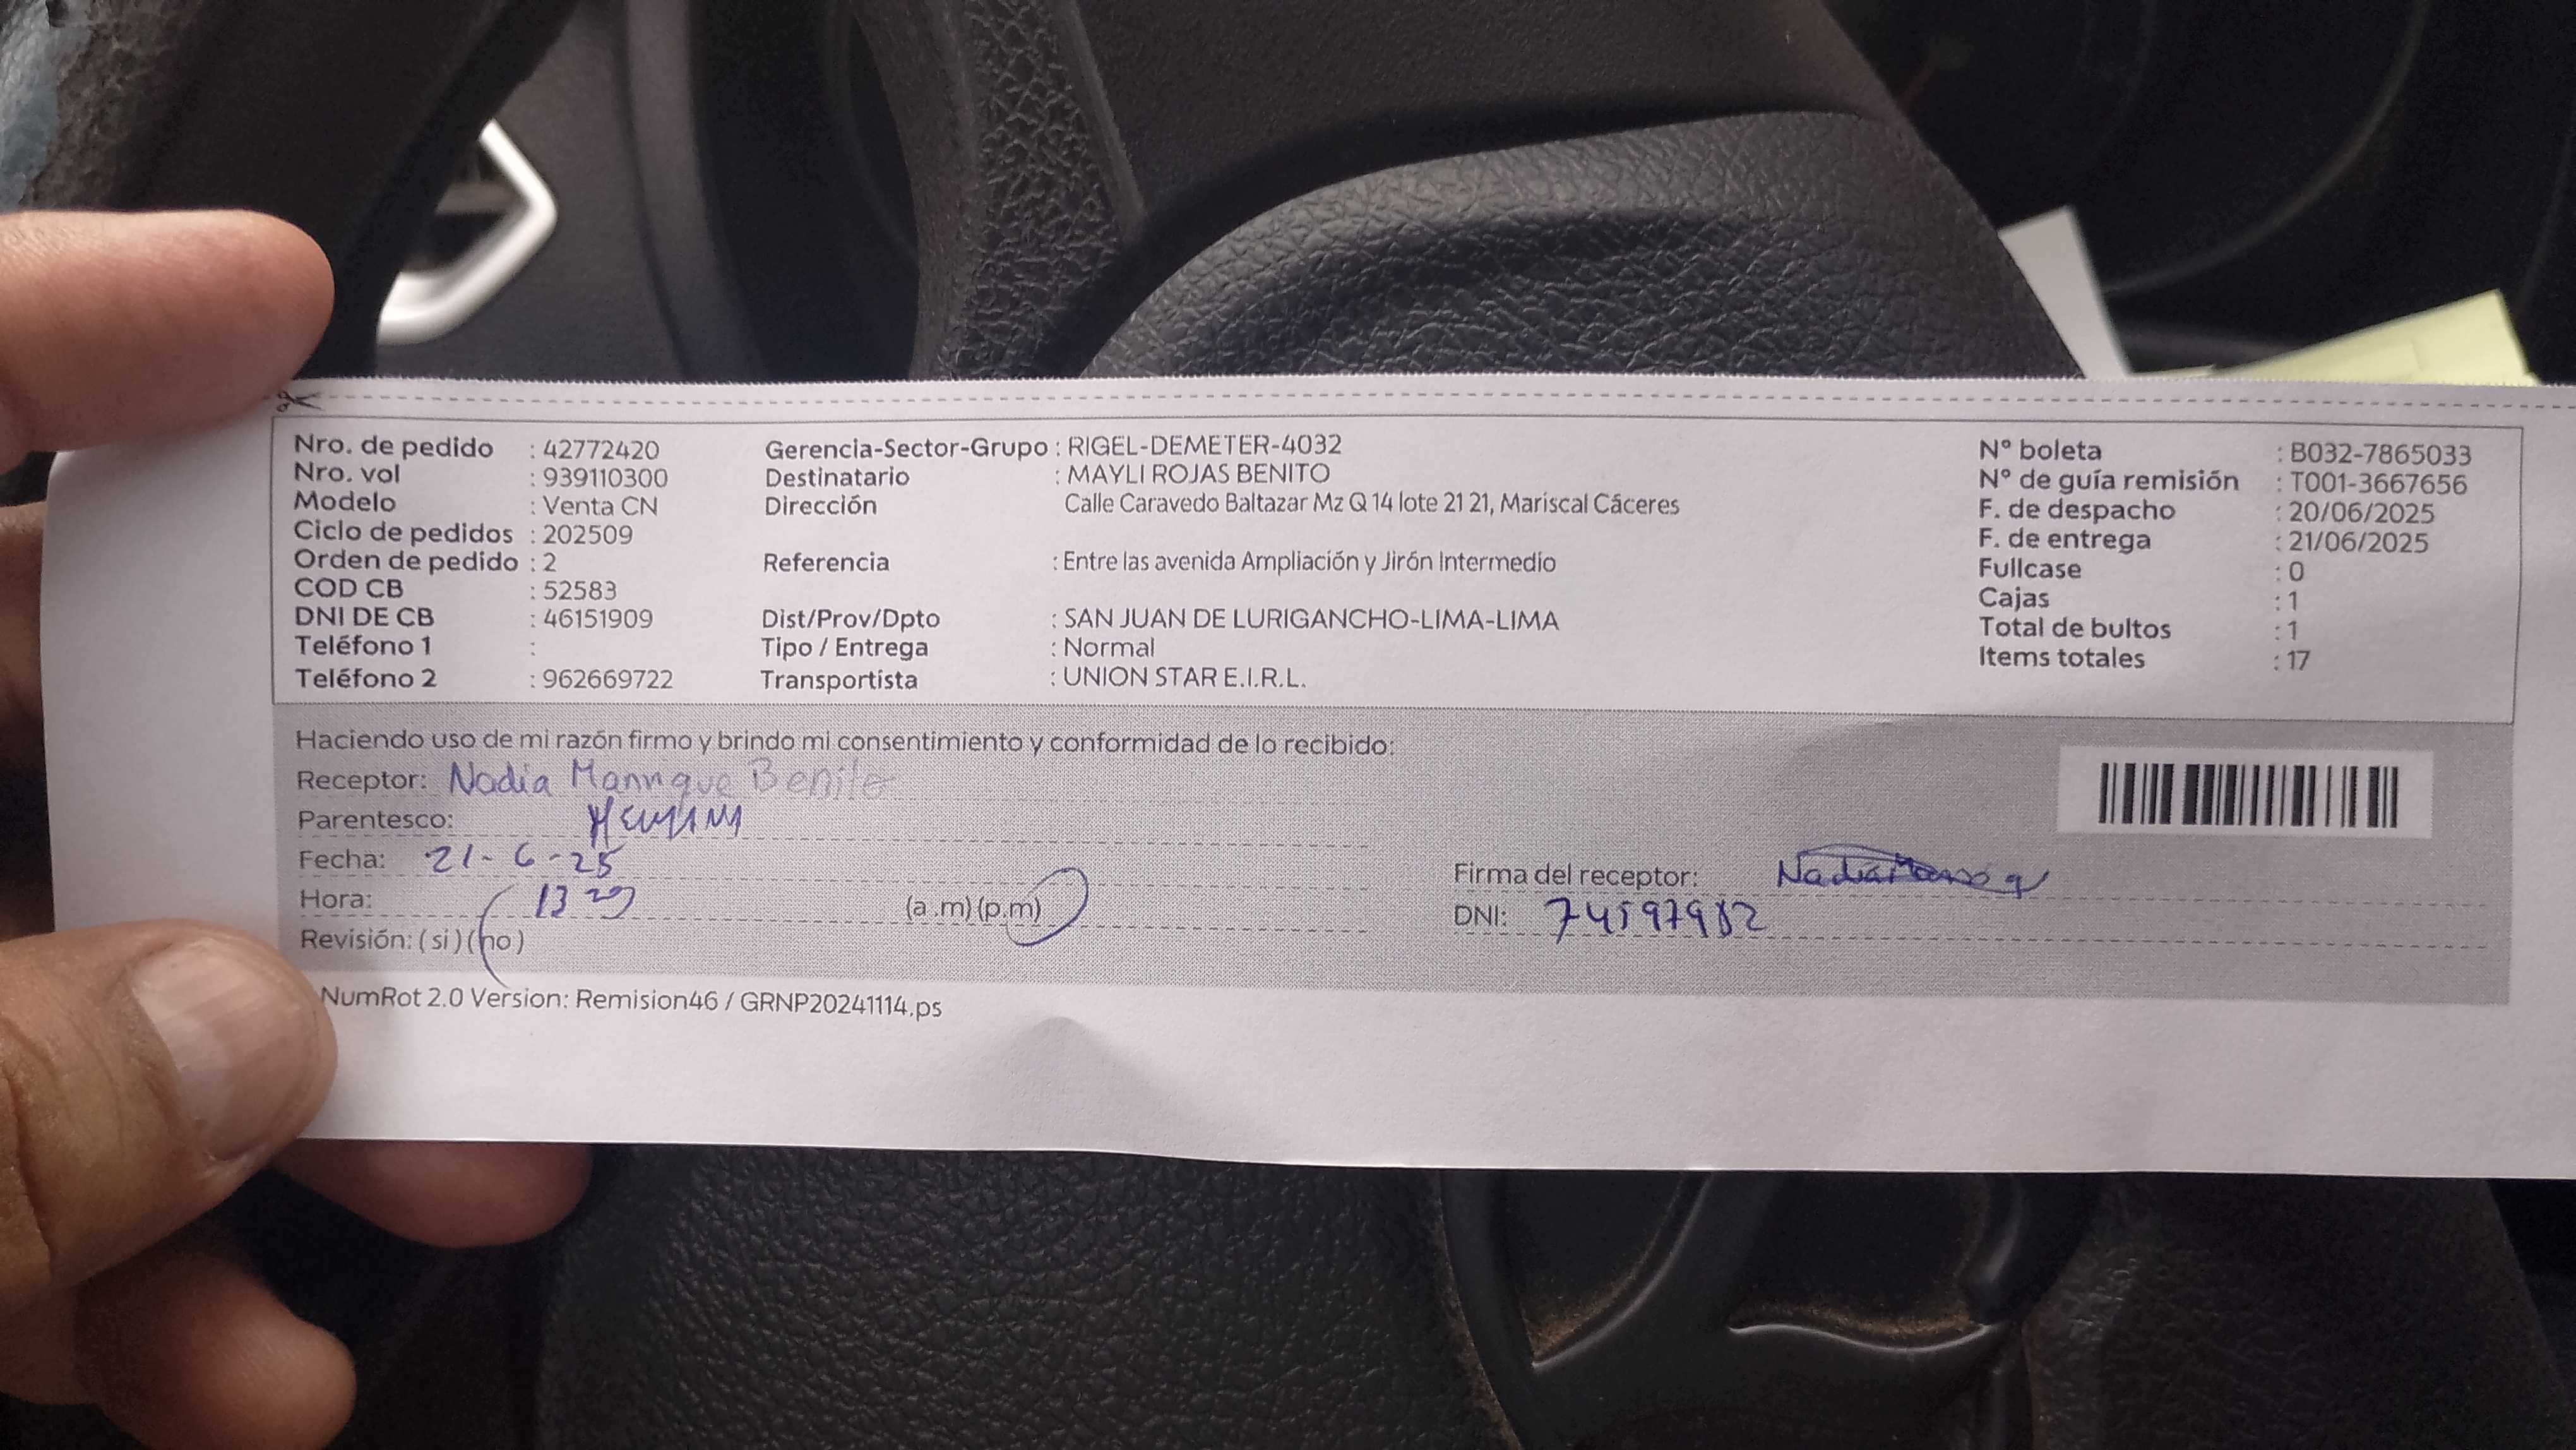 Nro. de pedido : 42772420
Nro. vol : 939110300
Modelo : Venta CN
Ciclo de pedidos : 202509
Orden de pedido : 2
COD CB : 52583
DNI DE CB : 46151909
Teléfono 1 :
Teléfono 2 : 962669722
Gerencia-Sector-Grupo : RIGEL-DEMETER-4032
Destinatario : MAYLI ROJAS BENITO
Dirección Calle Caravedo Baltazar Mz Q 14 lote 21 21, Mariscal Cáceres
Referencia : Entre las avenida Ampliación y Jirón Intermedio
Dist/Prov/Dpto : SAN JUAN DE LURIGANCHO-LIMA-LIMA
Tipo / Entrega : Normal
Transportista : UNION STAR E.I.R.L.
N° boleta : B032-7865033
N° de guía remisión : T001-3667656
F. de despacho : 20/06/2025
F. de entrega : 21/06/2025
Fullcase : 0
Cajas : 1
Total de bultos : 1
Items totales : 17
Haciendo uso de mi razón firmo y brindo mi consentimiento y conformidad de lo recibido:
Receptor: Nadia Manrique Benito
Parentesco:
Fecha: 21-6-25
Hora: 13 20 (a .m) (p.m)
Revisión: ( si ) ( no )
Firma del receptor: Nadia
DNI: 74597982
NumRot 2.0 Version: Remision46 / GRNP20241114.ps